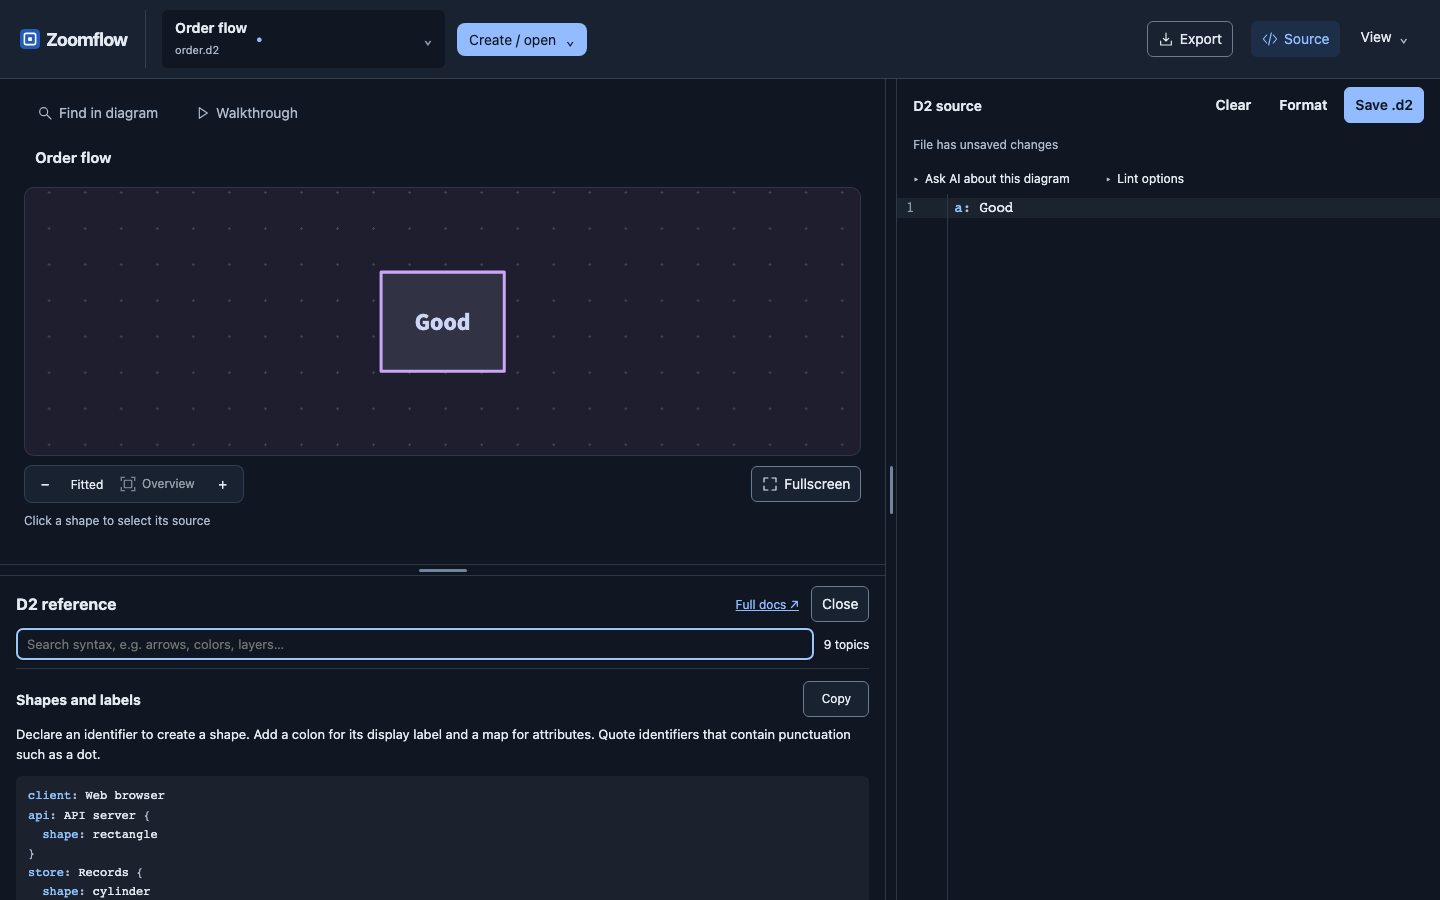 Zoomflow
Order flow
order.d2
Create / open
Export
Source
View
Find in diagram
Walkthrough
Order flow
Good
Fitted
Overview
Fullscreen
Click a shape to select its source
D2 source
Clear
Format
Save .d2
File has unsaved changes
Ask AI about this diagram
Lint options
1 a: Good
D2 reference
Full docs ↗
Close
Search syntax, e.g. arrows, colors, layers...
9 topics
Shapes and labels
Copy
Declare an identifier to create a shape. Add a colon for its display label and a map for attributes. Quote identifiers that contain punctuation
such as a dot.
client: Web browser
api: API server {
  shape: rectangle
}
store: Records {
  shape: cylinder